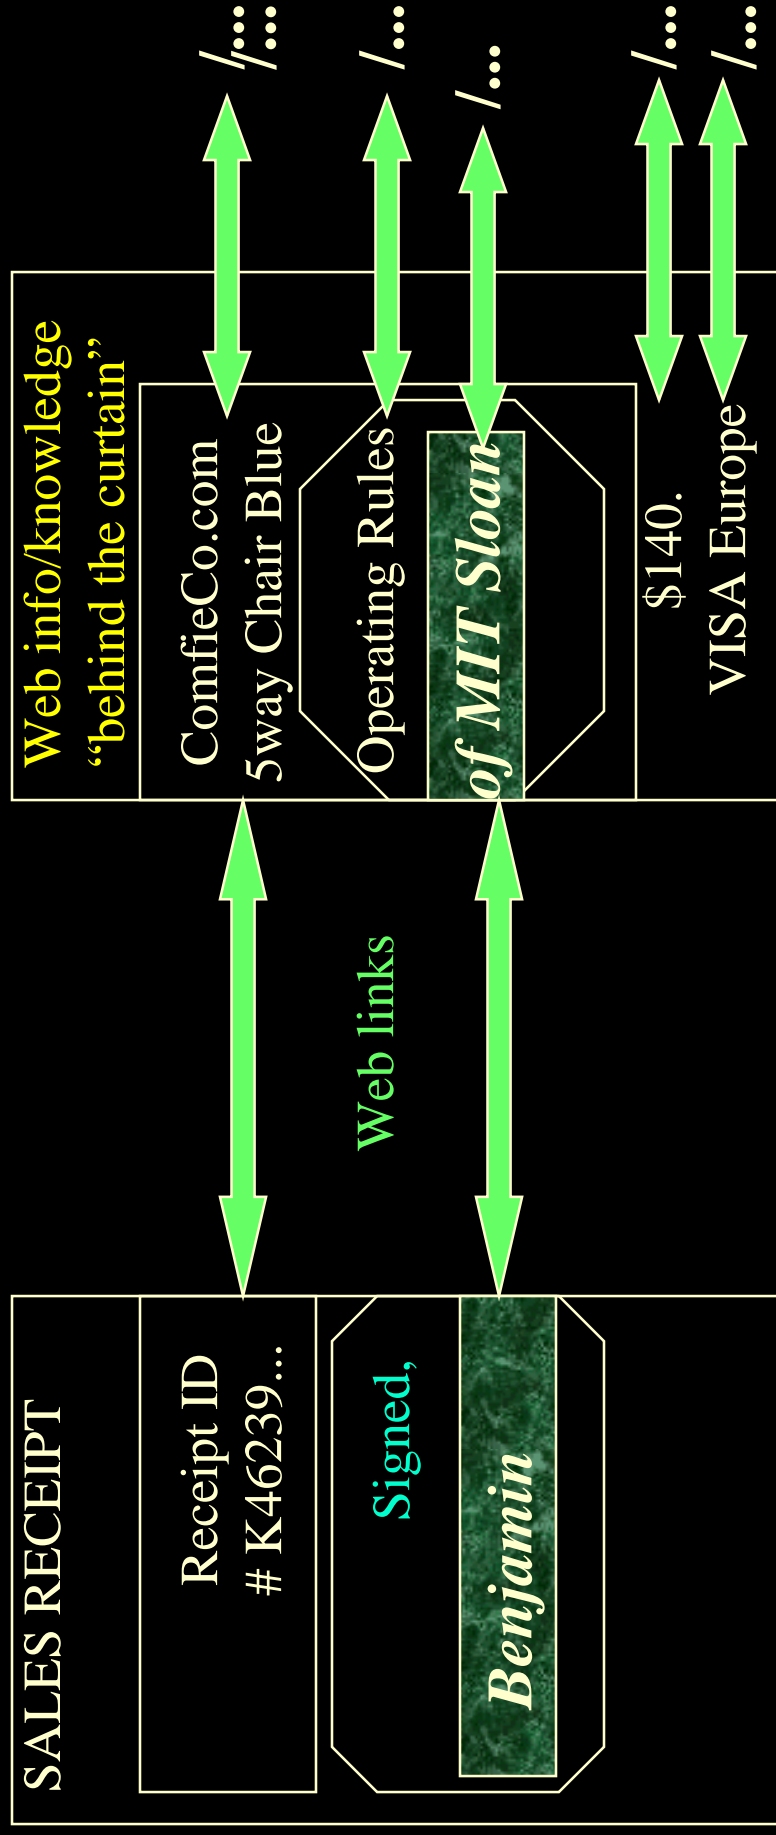 SALES RECEIPT
Receipt ID
# K46239...
Signed,
Benjamin
Web links
Web info/knowledge
“behind the curtain”
ComfieCo.com
5way Chair Blue
Operating Rules
of MIT Sloan
$140.
VISA Europe
/...
/...
/...
/...
/...
/...